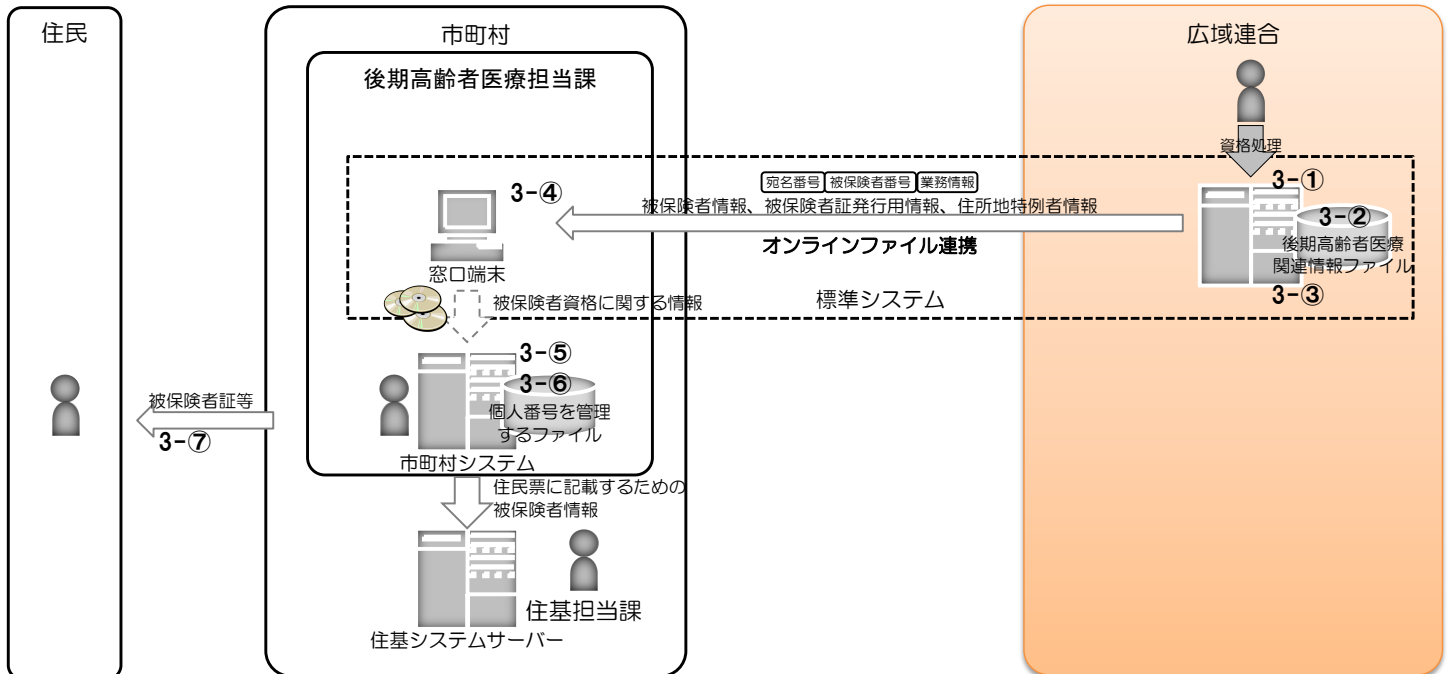 住民
市町村
広域連合
後期高齢者医療担当課
資格処理
宛名番号 被保険者番号 業務情報
3-①
3-④
被保険者情報、被保険者証発行用情報、住所地特例者情報
3-②
オンラインファイル連携
後期高齢者医療
関連情報ファイル
窓口端末
3-③
被保険者資格に関する情報
標準システム
3-⑤
3-⑥
被保険者証等
個人番号を管理
するファイル
3-⑦
市町村システム
住民票に記載するための
被保険者情報
住基担当課
住基システムサーバー